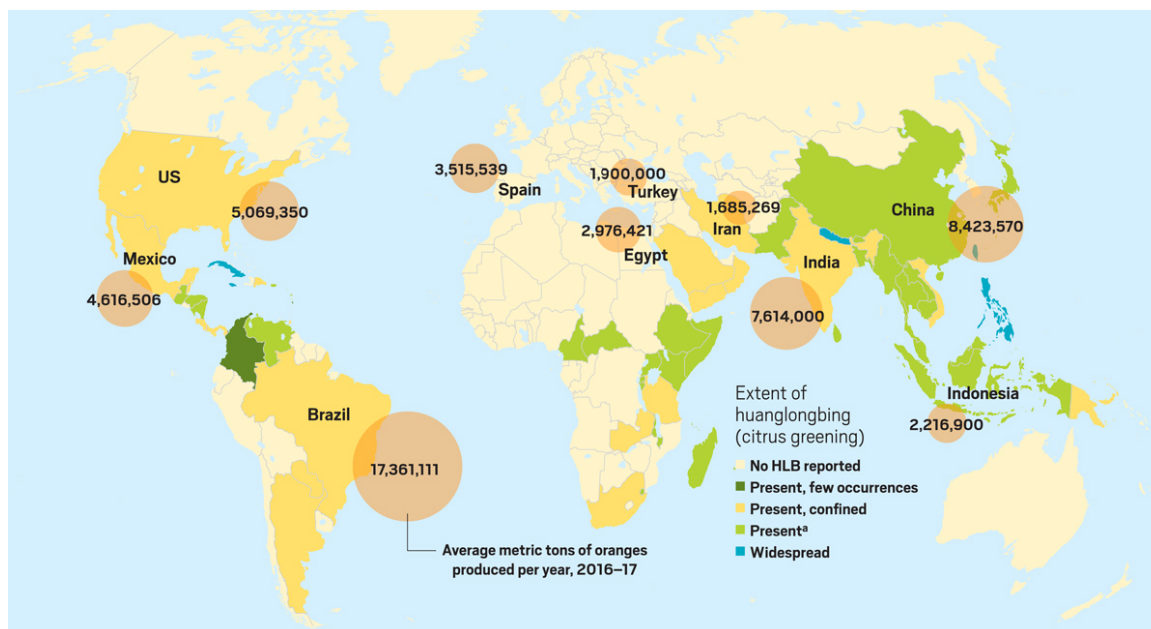 US
5,069,350
Mexico
4,616,506
Brazil
17,361,111
Average metric tons of oranges
produced per year, 2016–17
3,515,539
Spain
1,900,000
Turkey
2,976,421
Egypt
1,685,269
Iran
China
8,423,570
India
7,614,000
Indonesia
2,216,900
Extent of
huanglongbing
(citrus greening)
No HLB reported
Present, few occurrences
Present, confined
Presentᵃ
Widespread